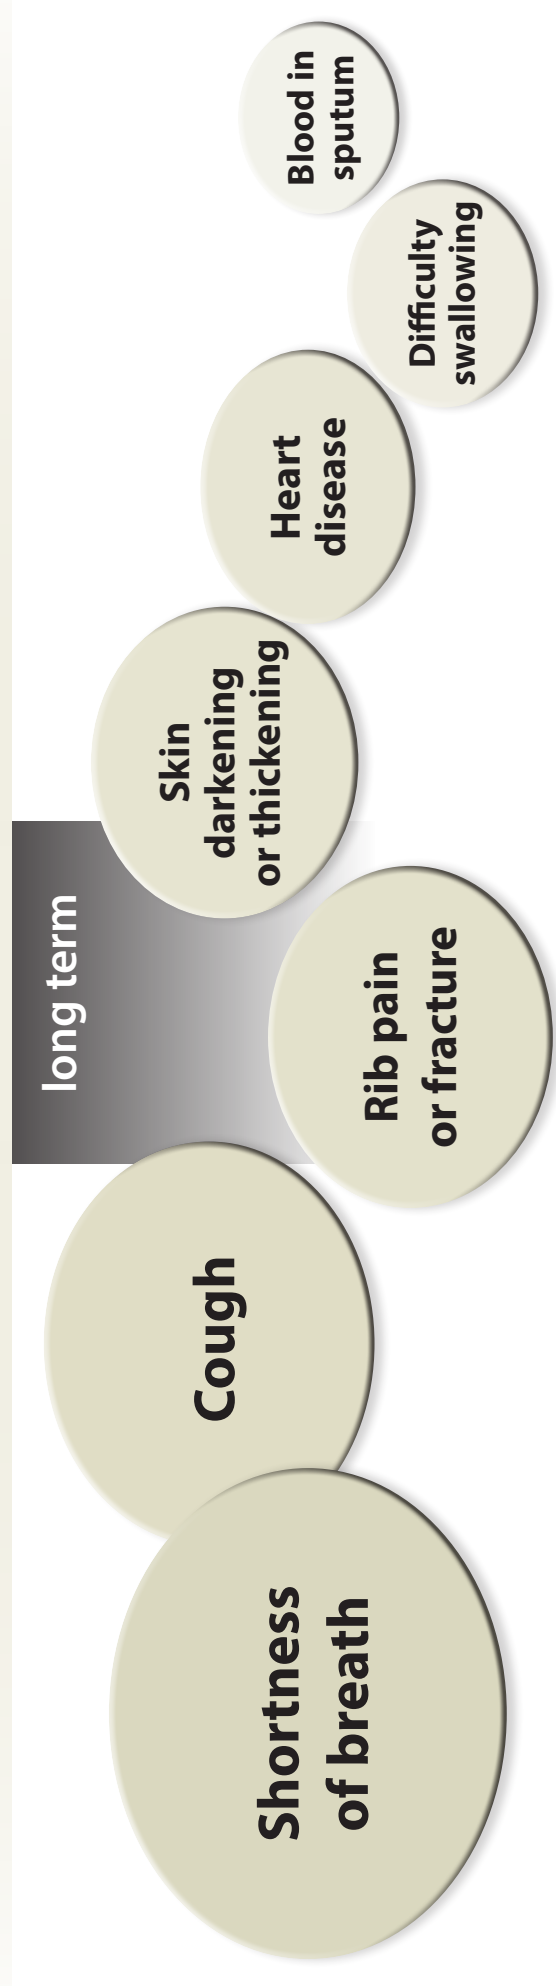 long term
Shortness
of breath
Cough
Rib pain
or fracture
Skin
darkening
or thickening
Heart
disease
Difficulty
swallowing
Blood in
sputum